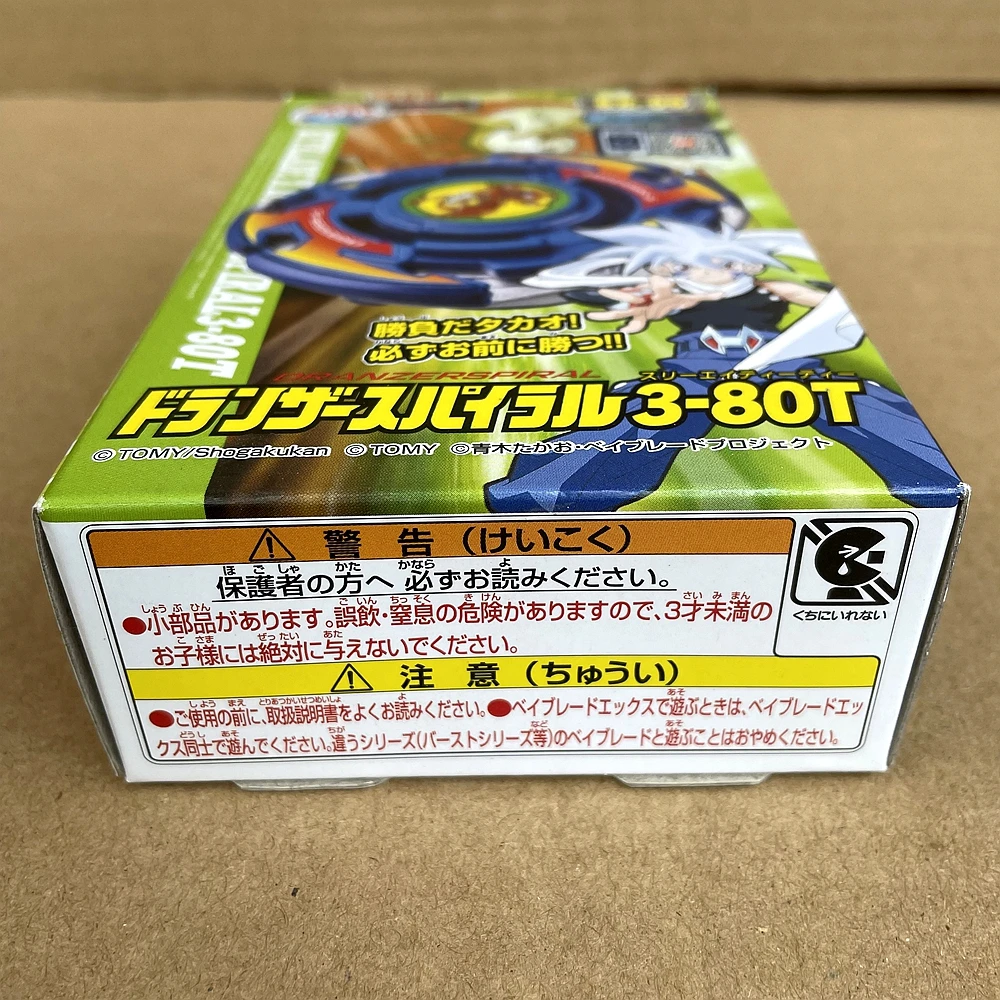 SPIRAL3-80T
勝負だタカオ!
必ずお前に勝つ!!
DRANZERSPIRAL
スリーエイティーティー
ドランザースパイラル 3-80T
©TOMY/Shogakukan ©TOMY ©青木たかお・ベイブレードプロジェクト
⚠ 警告 (けいこく)
保護者の方へ 必ずお読みください。
●小部品があります。誤飲・窒息の危険がありますので、3才未満の
お子様には絶対に与えないでください。
くちにいれない
⚠ 注意 (ちゅうい)
●ご使用の前に、取扱説明書をよくお読みください。●ベイブレードエックスで遊ぶときは、ベイブレードエッ
クス同士で遊んでください。違うシリーズ(バーストシリーズ等)のベイブレードと遊ぶことはおやめください。